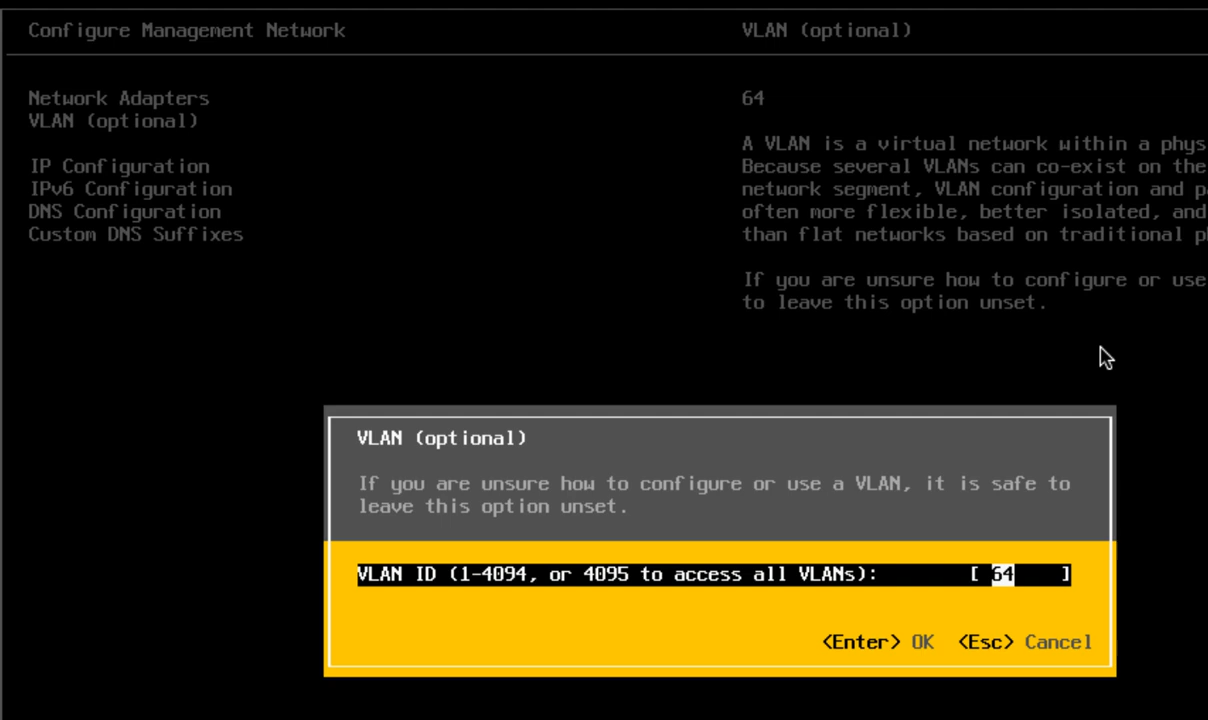 Configure Management Network
VLAN (optional)
Network Adapters
VLAN (optional)
IP Configuration
IPv6 Configuration
DNS Configuration
Custom DNS Suffixes
64
A VLAN is a virtual network within a phys
Because several VLANs can co-exist on the
network segment, VLAN configuration and p
often more flexible, better isolated, and
than flat networks based on traditional p
If you are unsure how to configure or use
to leave this option unset.
VLAN (optional)
If you are unsure how to configure or use a VLAN, it is safe to
leave this option unset.
VLAN ID (1-4094, or 4095 to access all VLANs): [ 64 ]
<Enter> OK <Esc> Cancel